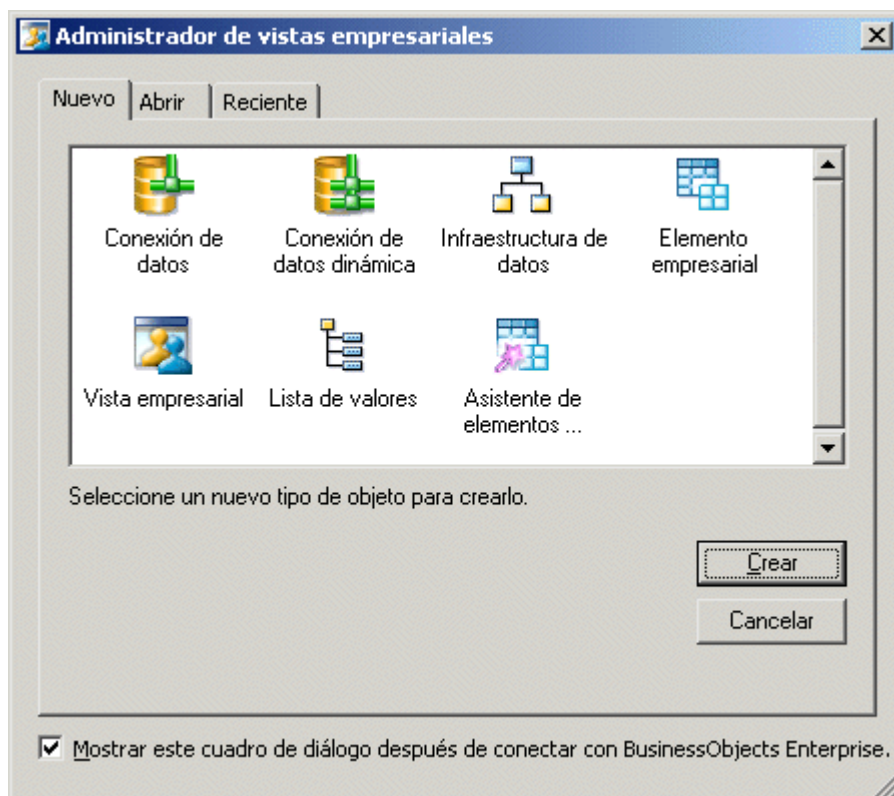 Administrador de vistas empresariales
Nuevo Abrir Reciente
Conexión de datos
Conexión de datos dinámica
Infraestructura de datos
Elemento empresarial
Vista empresarial
Lista de valores
Asistente de elementos ...
Seleccione un nuevo tipo de objeto para crearlo.
Crear
Cancelar
Mostrar este cuadro de diálogo después de conectar con BusinessObjects Enterprise.